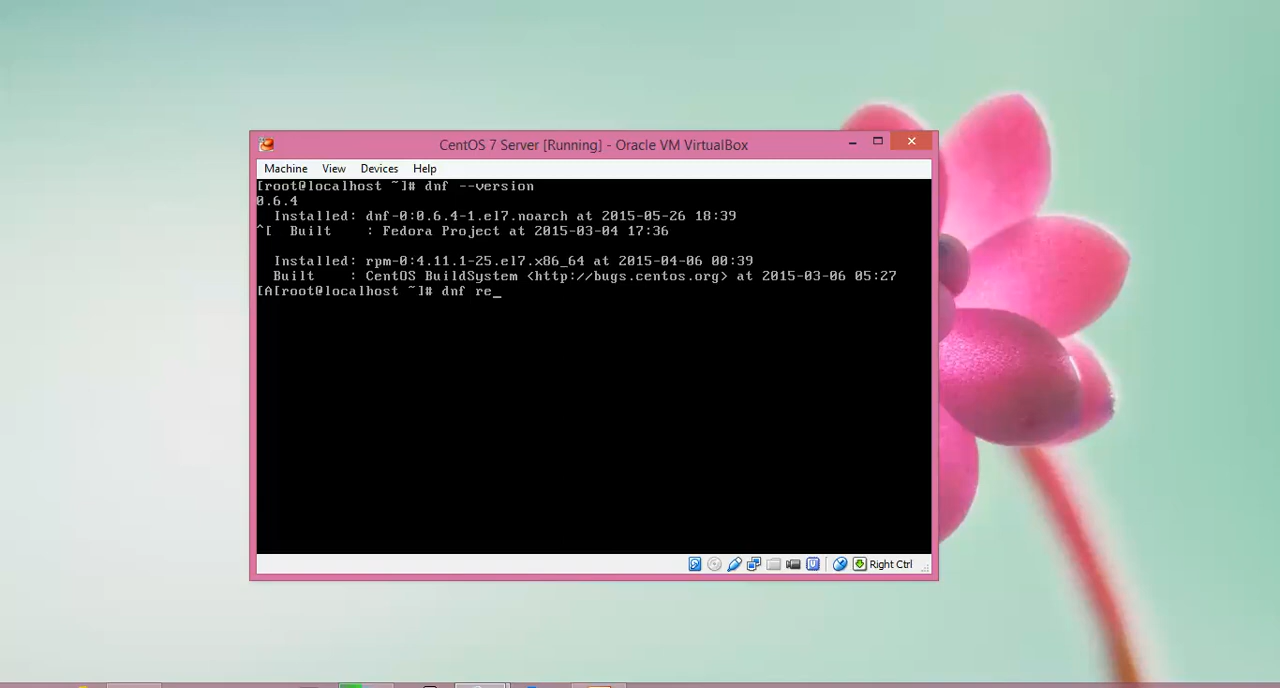 CentOS 7 Server [Running] - Oracle VM VirtualBox
Machine View Devices Help
[root@localhost ~]# dnf --version
0.6.4
  Installed: dnf-0:0.6.4-1.el7.noarch at 2015-05-26 18:39
^[  Built    : Fedora Project at 2015-03-04 17:36
  Installed: rpm-0:4.11.1-25.el7.x86_64 at 2015-04-06 00:39
  Built    : CentOS BuildSystem <http://bugs.centos.org> at 2015-03-06 05:27
[A[root@localhost ~]# dnf re_
Right Ctrl